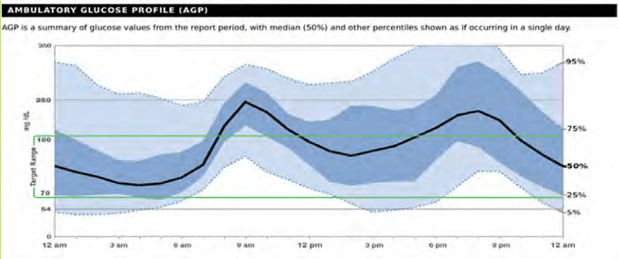 AMBULATORY GLUCOSE PROFILE (AGP)
AGP is a summary of glucose values from the report period, with median (50%) and other percentiles shown as if occurring in a single day.
350
95%
250
mg/dL
75%
180
Target Range
50%
70
25%
54
5%
0
12 am 3 am 6 am 9 am 12 pm 3 pm 6 pm 9 pm 12 am